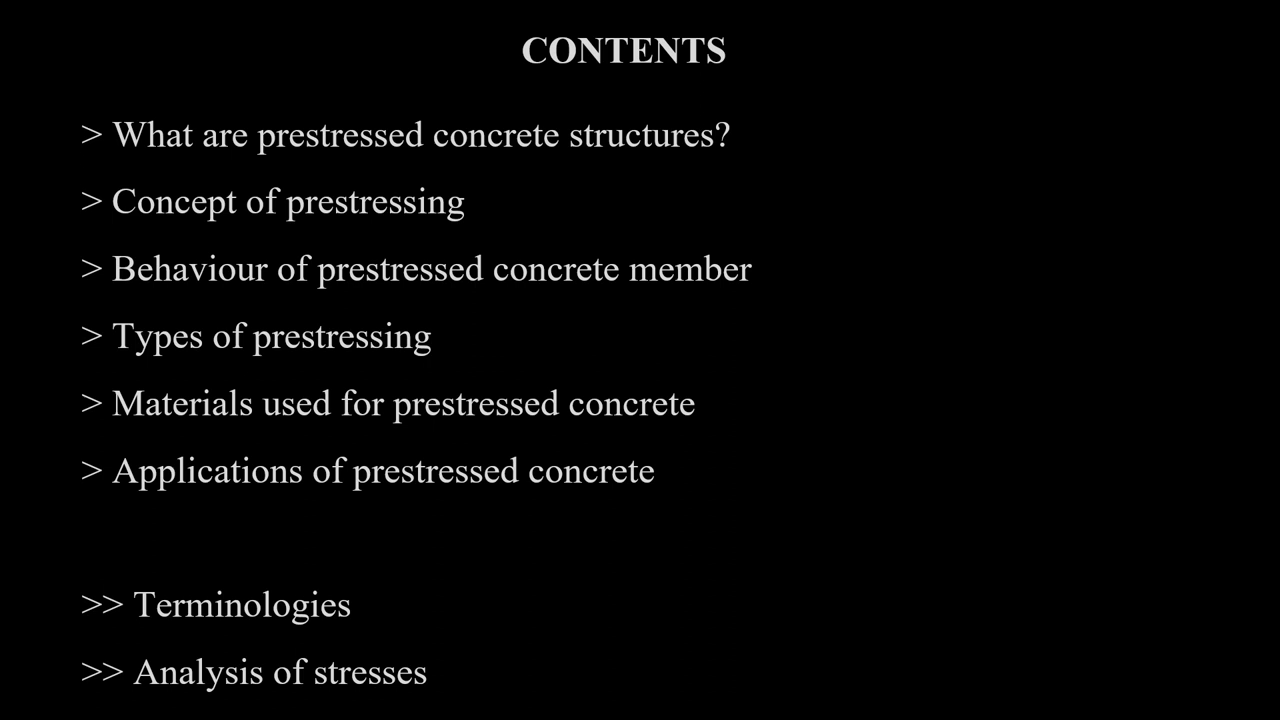 CONTENTS
> What are prestressed concrete structures?
> Concept of prestressing
> Behaviour of prestressed concrete member
> Types of prestressing
> Materials used for prestressed concrete
> Applications of prestressed concrete
>> Terminologies
>> Analysis of stresses